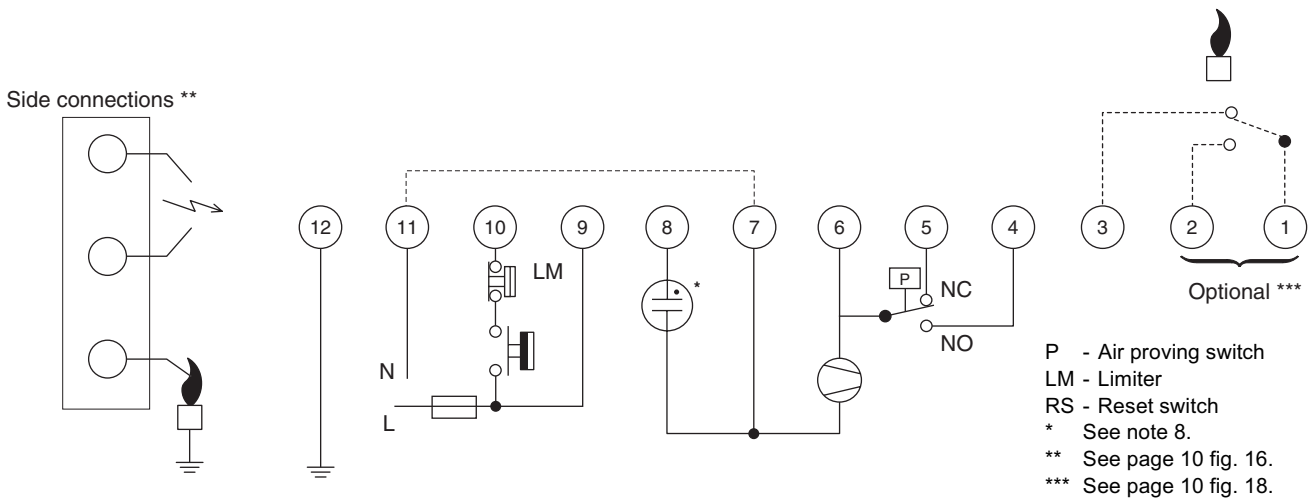 Side connections **
12
11
10
9
8
7
6
5
4
3
2
1
LM
*
P
NC
NO
Optional ***
N
L
P - Air proving switch
LM - Limiter
RS - Reset switch
* See note 8.
** See page 10 fig. 16.
*** See page 10 fig. 18.